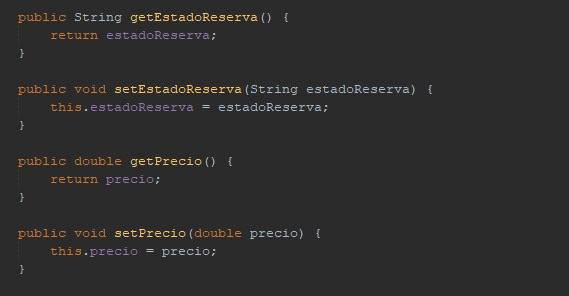 public String getEstadoReserva() {
    return estadoReserva;
}
public void setEstadoReserva(String estadoReserva) {
    this.estadoReserva = estadoReserva;
}
public double getPrecio() {
    return precio;
}
public void setPrecio(double precio) {
    this.precio = precio;
}